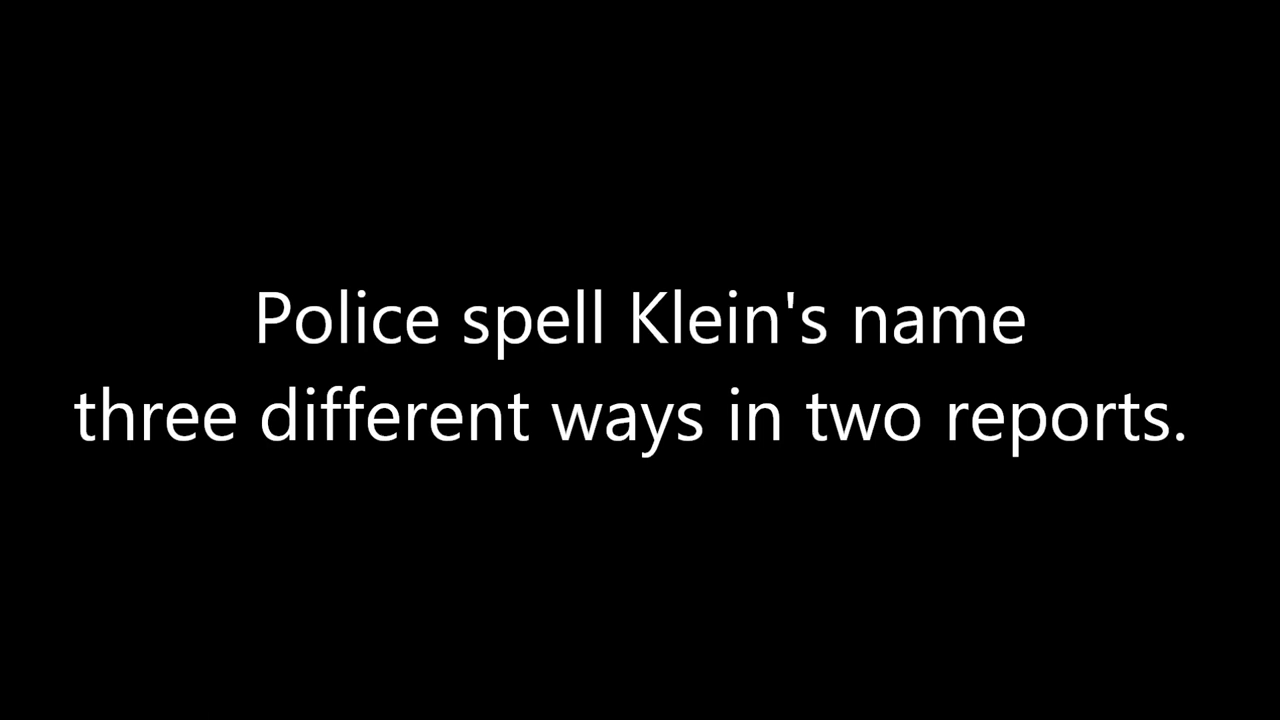 Police spell Klein's name
three different ways in two reports.